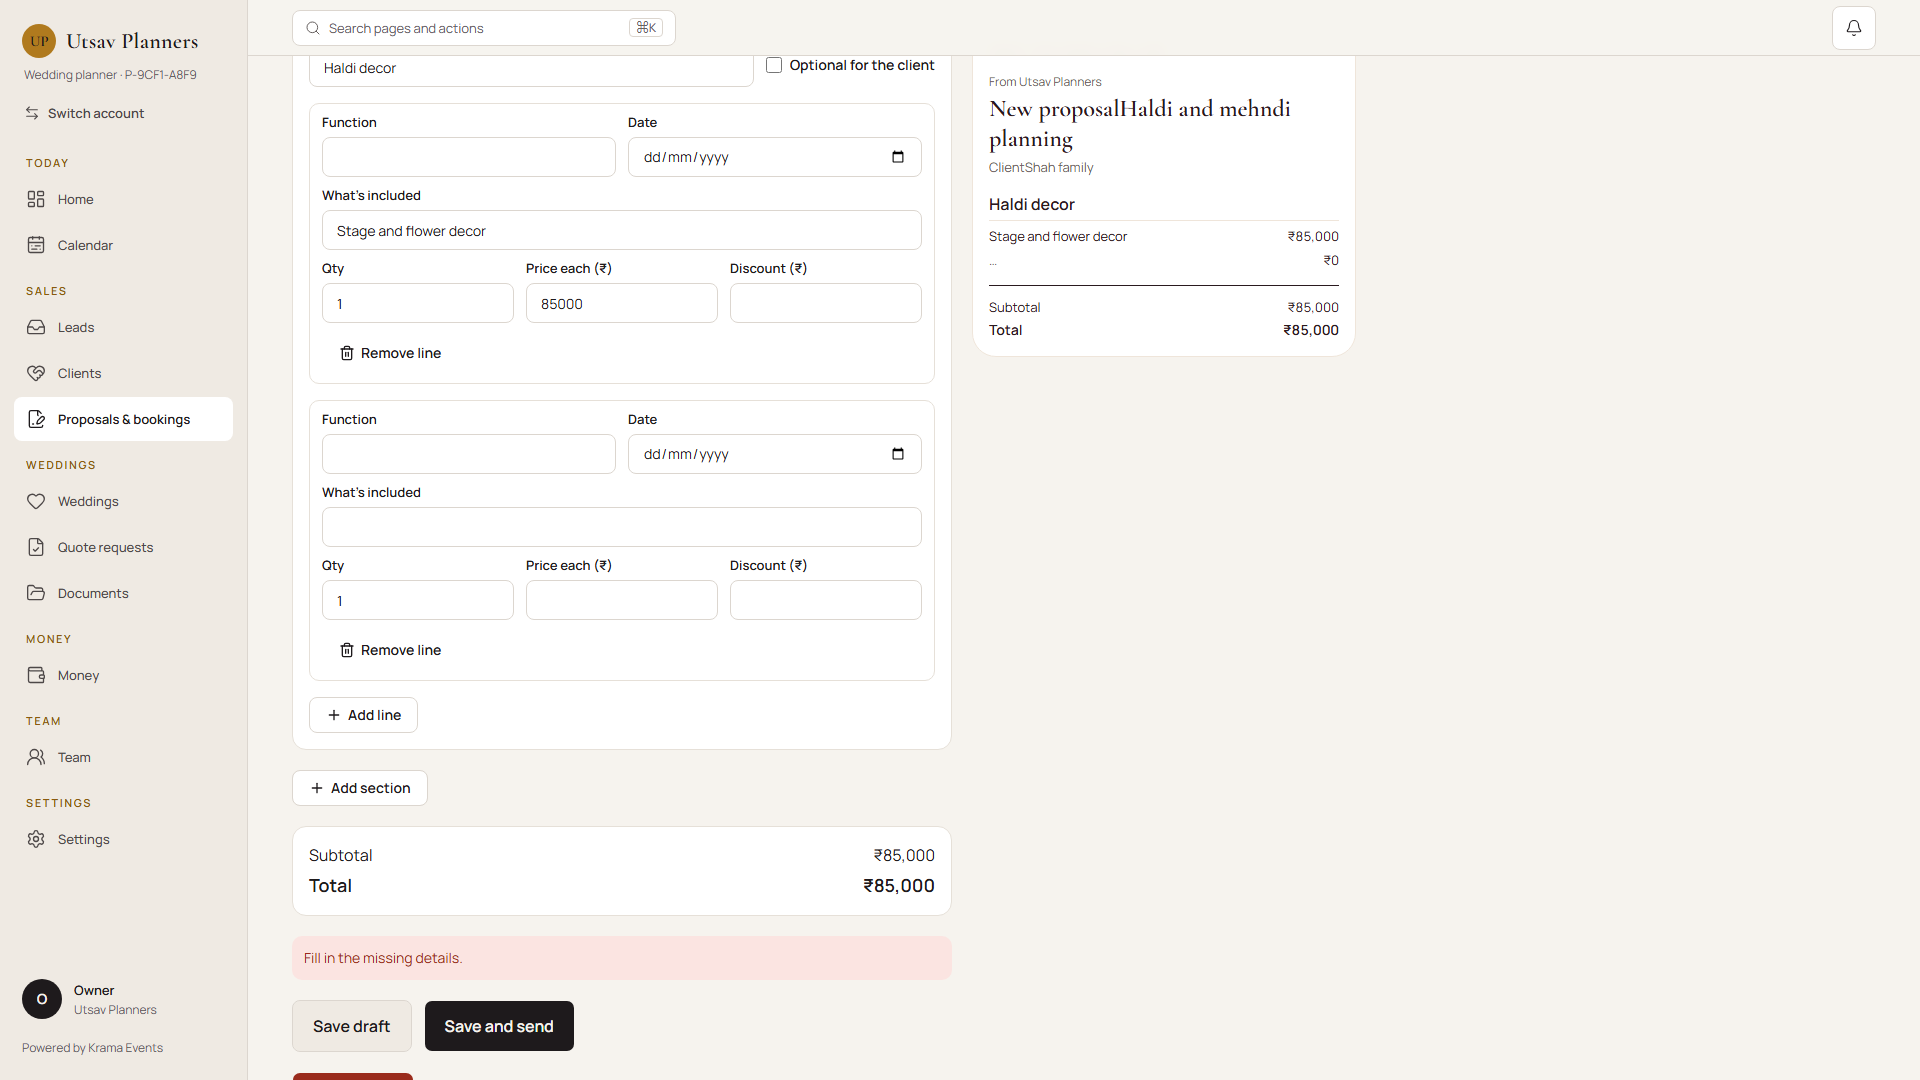 UP Utsav Planners
Wedding planner · P-9CF1-A8F9
Switch account
TODAY
Home
Calendar
SALES
Leads
Clients
Proposals & bookings
WEDDINGS
Weddings
Quote requests
Documents
MONEY
Money
TEAM
Team
SETTINGS
Settings
O
Owner
Utsav Planners
Powered by Krama Events
Search pages and actions ⌘K
Haldi decor
Optional for the client
Function Date
dd/mm/yyyy
What's included
Stage and flower decor
Qty Price each (₹) Discount (₹)
1 85000
Remove line
Function Date
dd/mm/yyyy
What's included
Qty Price each (₹) Discount (₹)
1
Remove line
+ Add line
+ Add section
Subtotal ₹85,000
Total ₹85,000
Fill in the missing details.
Save draft Save and send
From Utsav Planners
New proposalHaldi and mehndi
planning
ClientShah family
Haldi decor
Stage and flower decor ₹85,000
... ₹0
Subtotal ₹85,000
Total ₹85,000